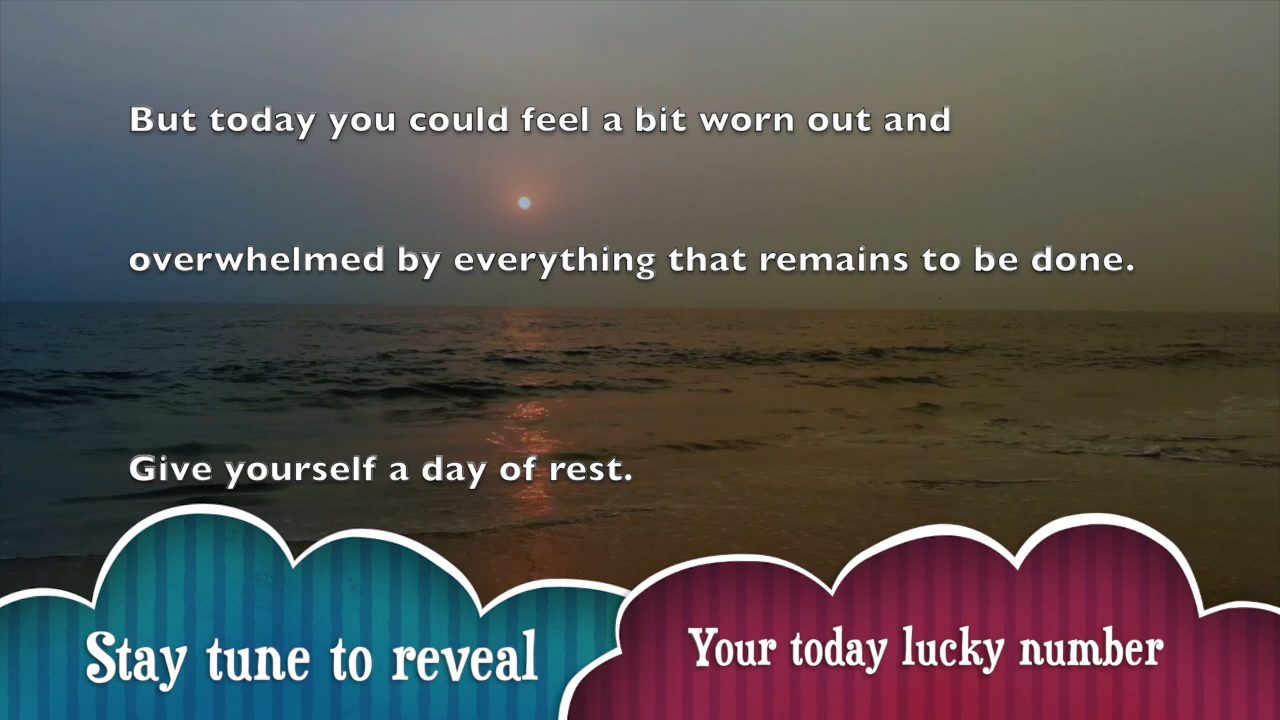 But today you could feel a bit worn out and
overwhelmed by everything that remains to be done.
Give yourself a day of rest.
Stay tune to reveal
Your today lucky number